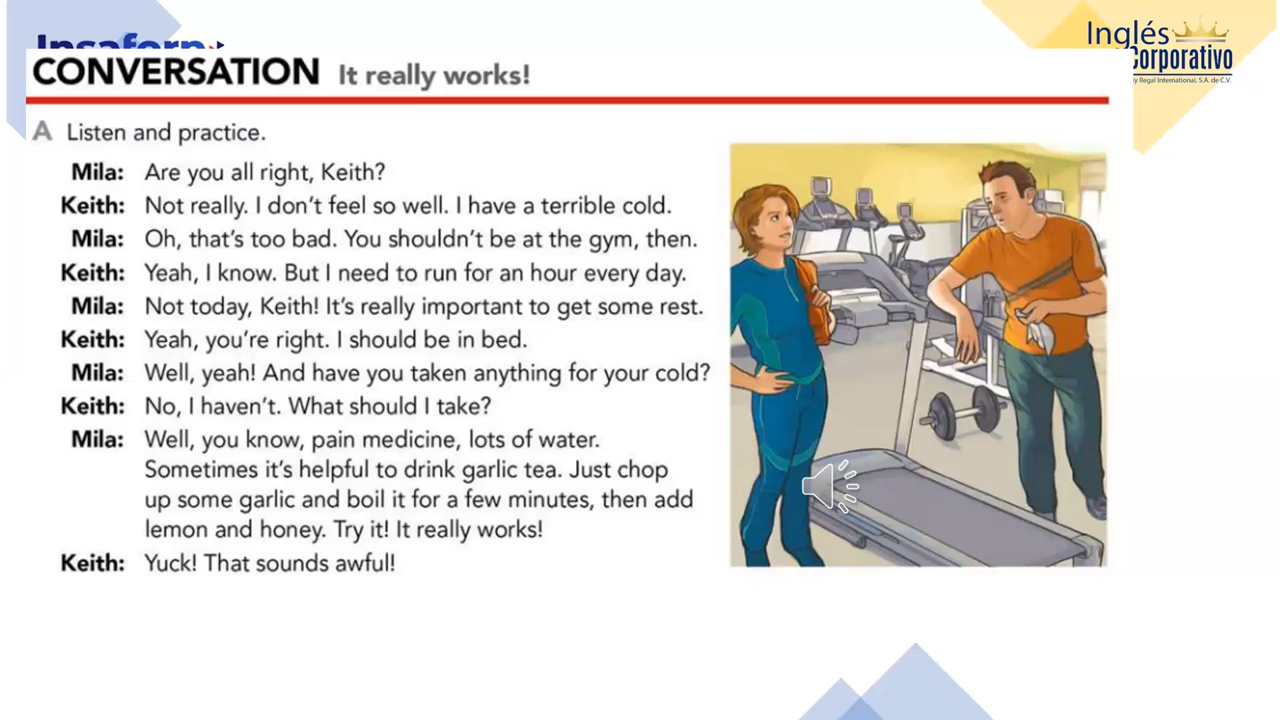 Insaforp
Inglés
Corporativo
by Regal International, S.A. de C.V.
CONVERSATION It really works!
A Listen and practice.
Mila: Are you all right, Keith?
Keith: Not really. I don't feel so well. I have a terrible cold.
Mila: Oh, that's too bad. You shouldn't be at the gym, then.
Keith: Yeah, I know. But I need to run for an hour every day.
Mila: Not today, Keith! It's really important to get some rest.
Keith: Yeah, you're right. I should be in bed.
Mila: Well, yeah! And have you taken anything for your cold?
Keith: No, I haven't. What should I take?
Mila: Well, you know, pain medicine, lots of water.
Sometimes it's helpful to drink garlic tea. Just chop
up some garlic and boil it for a few minutes, then add
lemon and honey. Try it! It really works!
Keith: Yuck! That sounds awful!